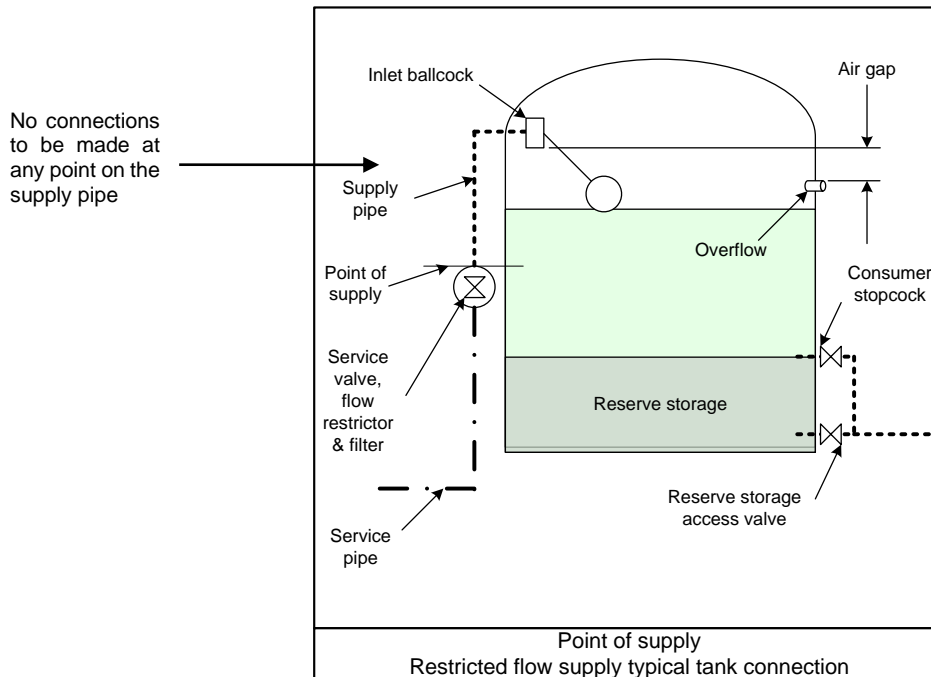 No connections
to be made at
any point on the
supply pipe
Inlet ballcock
Air gap
Supply
pipe
Overflow
Point of
supply
Consumer
stopcock
Service
valve,
flow
restrictor
& filter
Reserve storage
Reserve storage
access valve
Service
pipe
Point of supply
Restricted flow supply typical tank connection